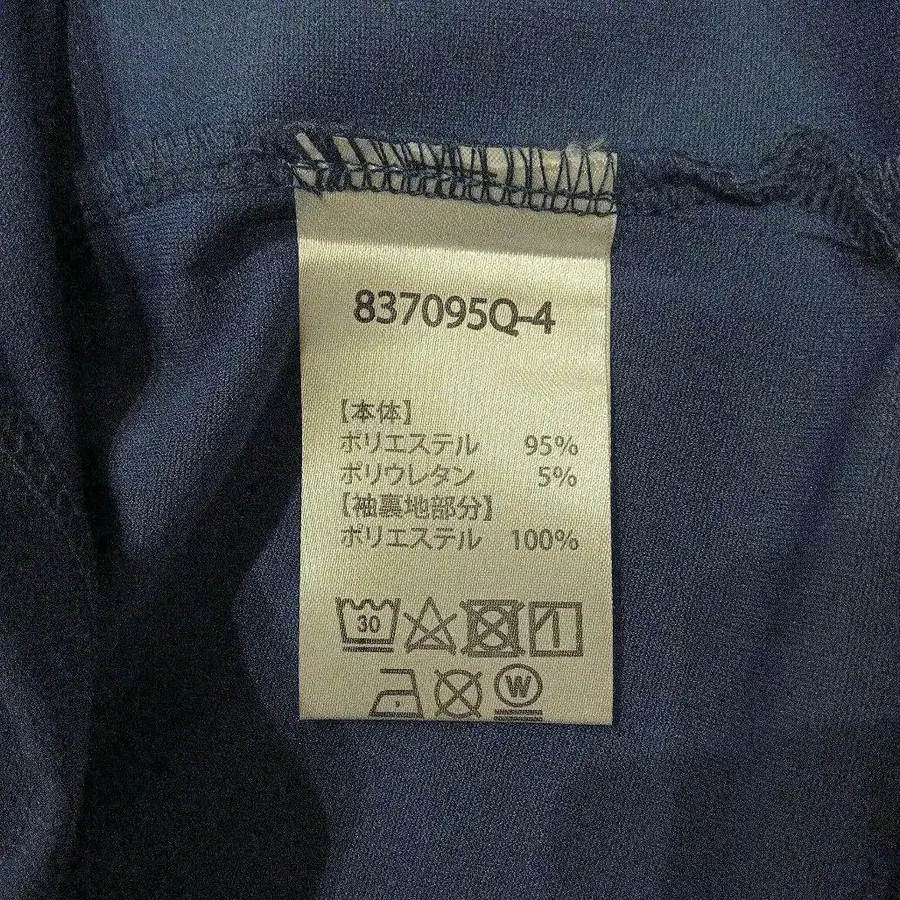 837095Q-4
【本体】
ポリエステル 95%
ポリウレタン 5%
【袖裏地部分】
ポリエステル 100%
30
W